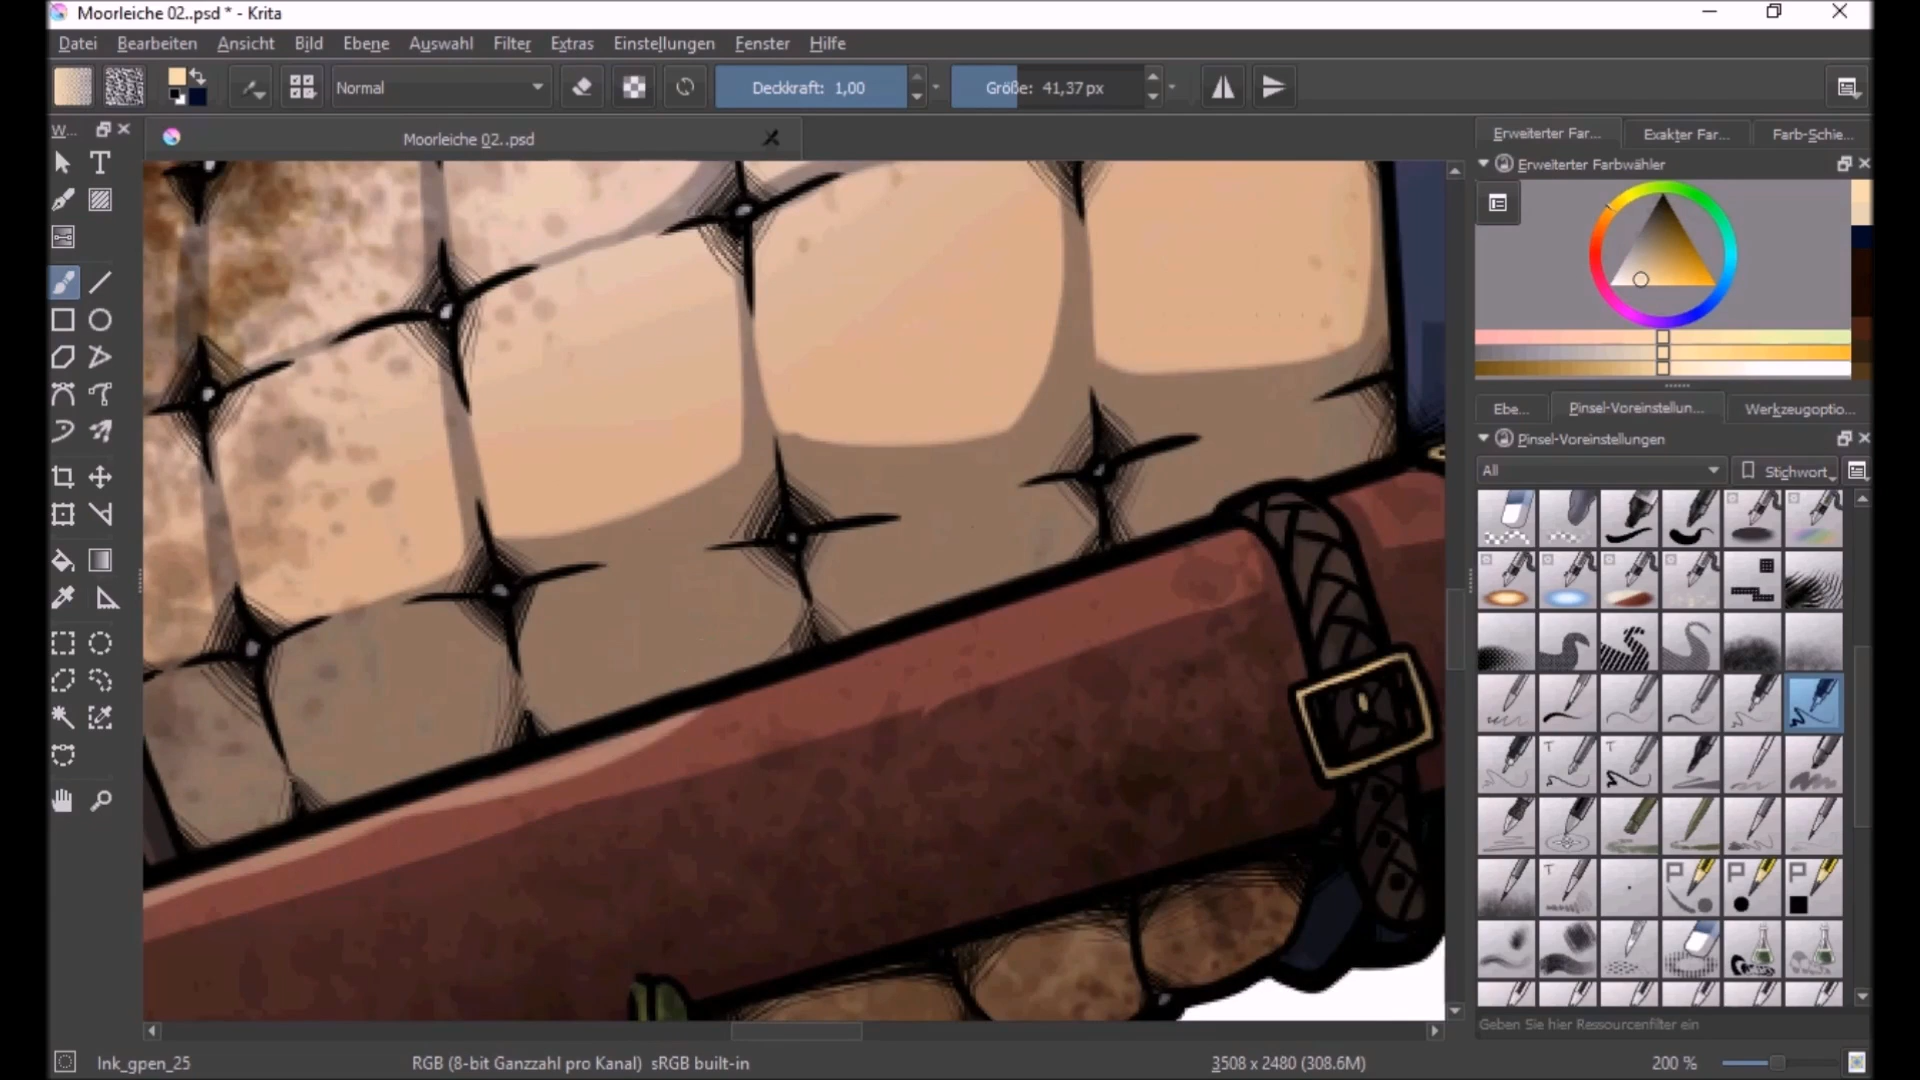 Moorleiche 02..psd * - Krita
Datei Bearbeiten Ansicht Bild Ebene Auswahl Filter Extras Einstellungen Fenster Hilfe
Normal
Deckkraft: 1,00
Größe: 41,37 px
W...
Moorleiche 02..psd
Erweiterter Far... Exakter Far... Farb-Schie...
Erweiterter Farbwähler
Ebe... Pinsel-Voreinstellun... Werkzeugoptio...
Pinsel-Voreinstellungen
All
Stichwort
Geben Sie hier Ressourcenfilter ein
Ink_gpen_25
RGB (8-bit Ganzzahl pro Kanal) sRGB built-in
3508 x 2480 (308.6M)
200 %